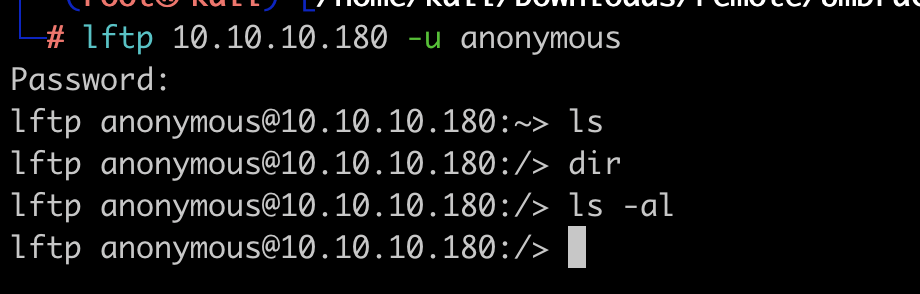 # lftp 10.10.10.180 -u anonymous
Password:
lftp anonymous@10.10.10.180:~> ls
lftp anonymous@10.10.10.180:/> dir
lftp anonymous@10.10.10.180:/> ls -al
lftp anonymous@10.10.10.180:/>